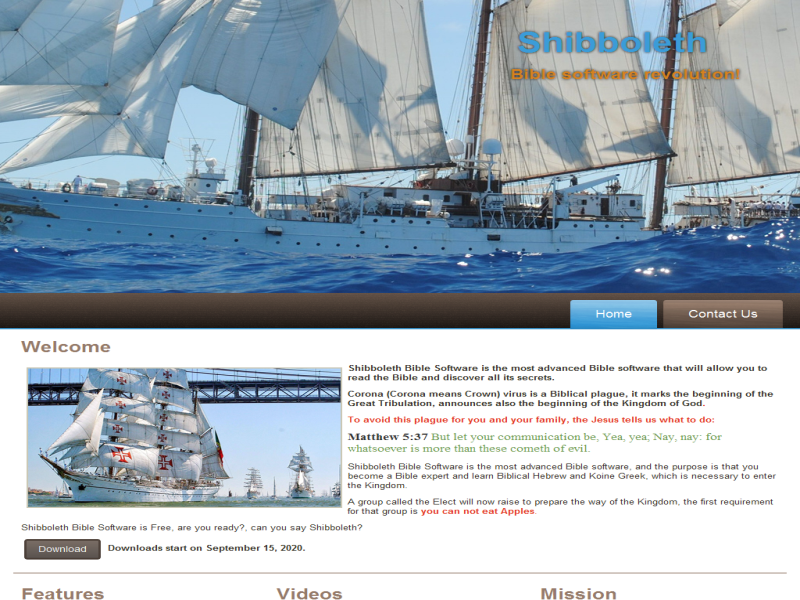 Shibboleth
Bible software revolution!
Home
Contact Us
Welcome
Shibboleth Bible Software is the most advanced Bible software that will allow you to
read the Bible and discover all its secrets.
Corona (Corona means Crown) virus is a Biblical plague, it marks the beginning of the
Great Tribulation, announces also the beginning of the Kingdom of God.
To avoid this plague for you and your family, the Jesus tells us what to do:
Matthew 5:37 But let your communication be, Yea, yea; Nay, nay: for
whatsoever is more than these cometh of evil.
Shibboleth Bible Software is the most advanced Bible software, and the purpose is that you
become a Bible expert and learn Biblical Hebrew and Koine Greek, which is necessary to enter
the Kingdom.
A group called the Elect will now raise to prepare the way of the Kingdom, the first requirement
for that group is you can not eat Apples.
Shibboleth Bible Software is Free, are you ready?, can you say Shibboleth?
Download
Downloads start on September 15, 2020.
Features
Videos
Mission